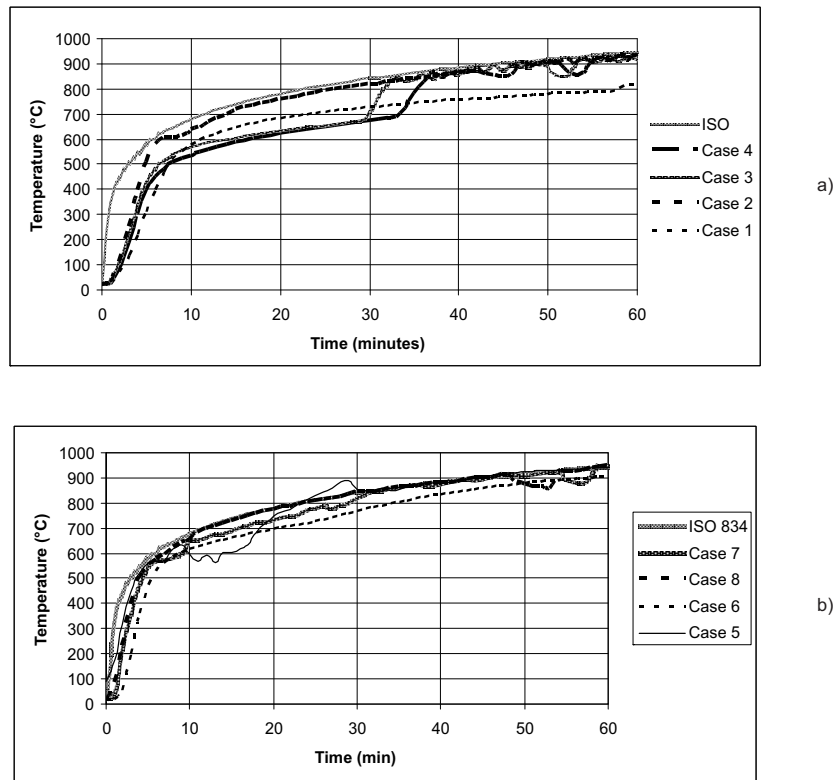 1000
900
800
700
600
500
400
300
200
100
0
Temperature (°C)
0 10 20 30 40 50 60
Time (minutes)
ISO
Case 4
Case 3
Case 2
Case 1
a)
1000
900
800
700
600
500
400
300
200
100
0
Temperature (°C)
0 10 20 30 40 50 60
Time (min)
ISO 834
Case 7
Case 8
Case 6
Case 5
b)